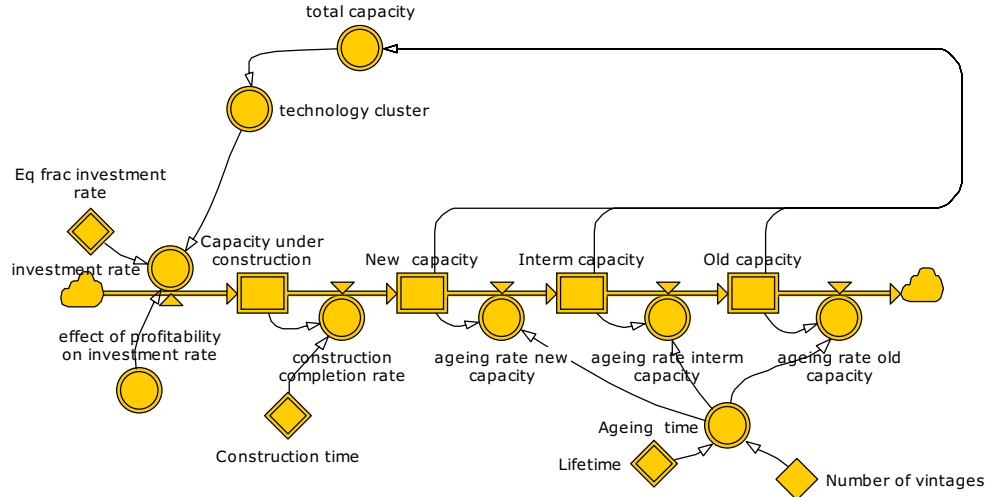 total capacity
technology cluster
Eq frac investment
rate
investment rate
Capacity under
construction
New capacity
Interm capacity
Old capacity
effect of profitability
on investment rate
construction
completion rate
ageing rate new
capacity
ageing rate interm
capacity
ageing rate old
capacity
Construction time
Ageing time
Lifetime
Number of vintages